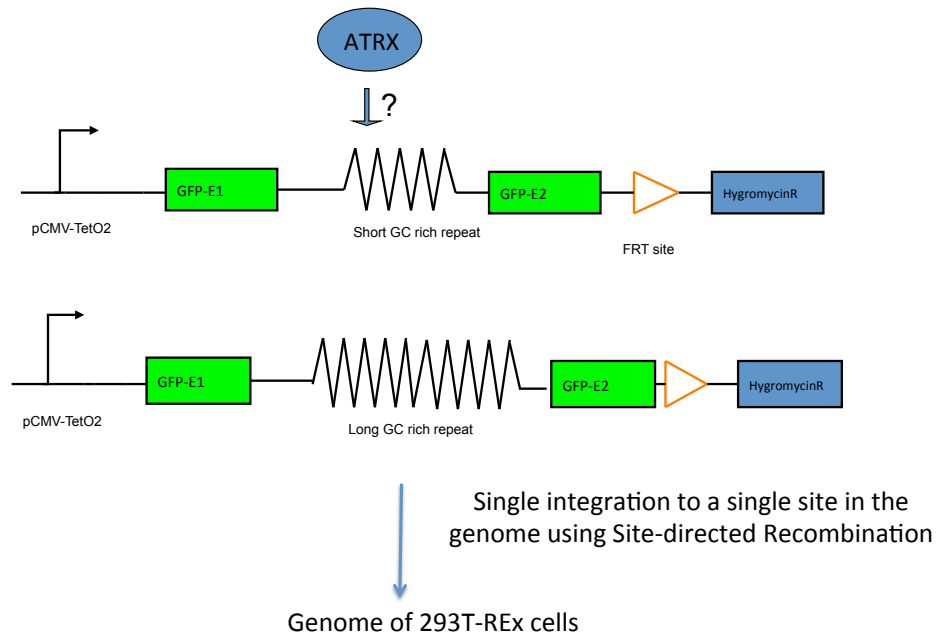 ATRX
?
GFP-E1
GFP-E2
HygromycinR
pCMV-TetO2
Short GC rich repeat
FRT site
GFP-E1
GFP-E2
HygromycinR
pCMV-TetO2
Long GC rich repeat
Single integration to a single site in the
genome using Site-directed Recombination
Genome of 293T-REx cells